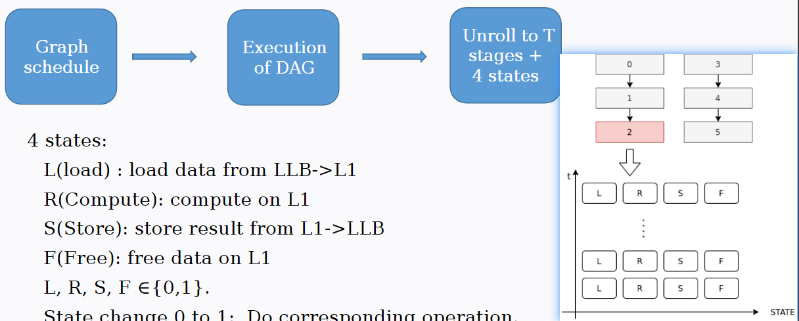 Graph
schedule
Execution
of DAG
Unroll to T
stages +
4 states
4 states:
L(load) : load data from LLB->L1
R(Compute): compute on L1
S(Store): store result from L1->LLB
F(Free): free data on L1
L, R, S, F ∈{0,1}.
State change 0 to 1: Do corresponding operation.
0 3
1 4
2 5
t
L R S F
L R S F
L R S F
STATE